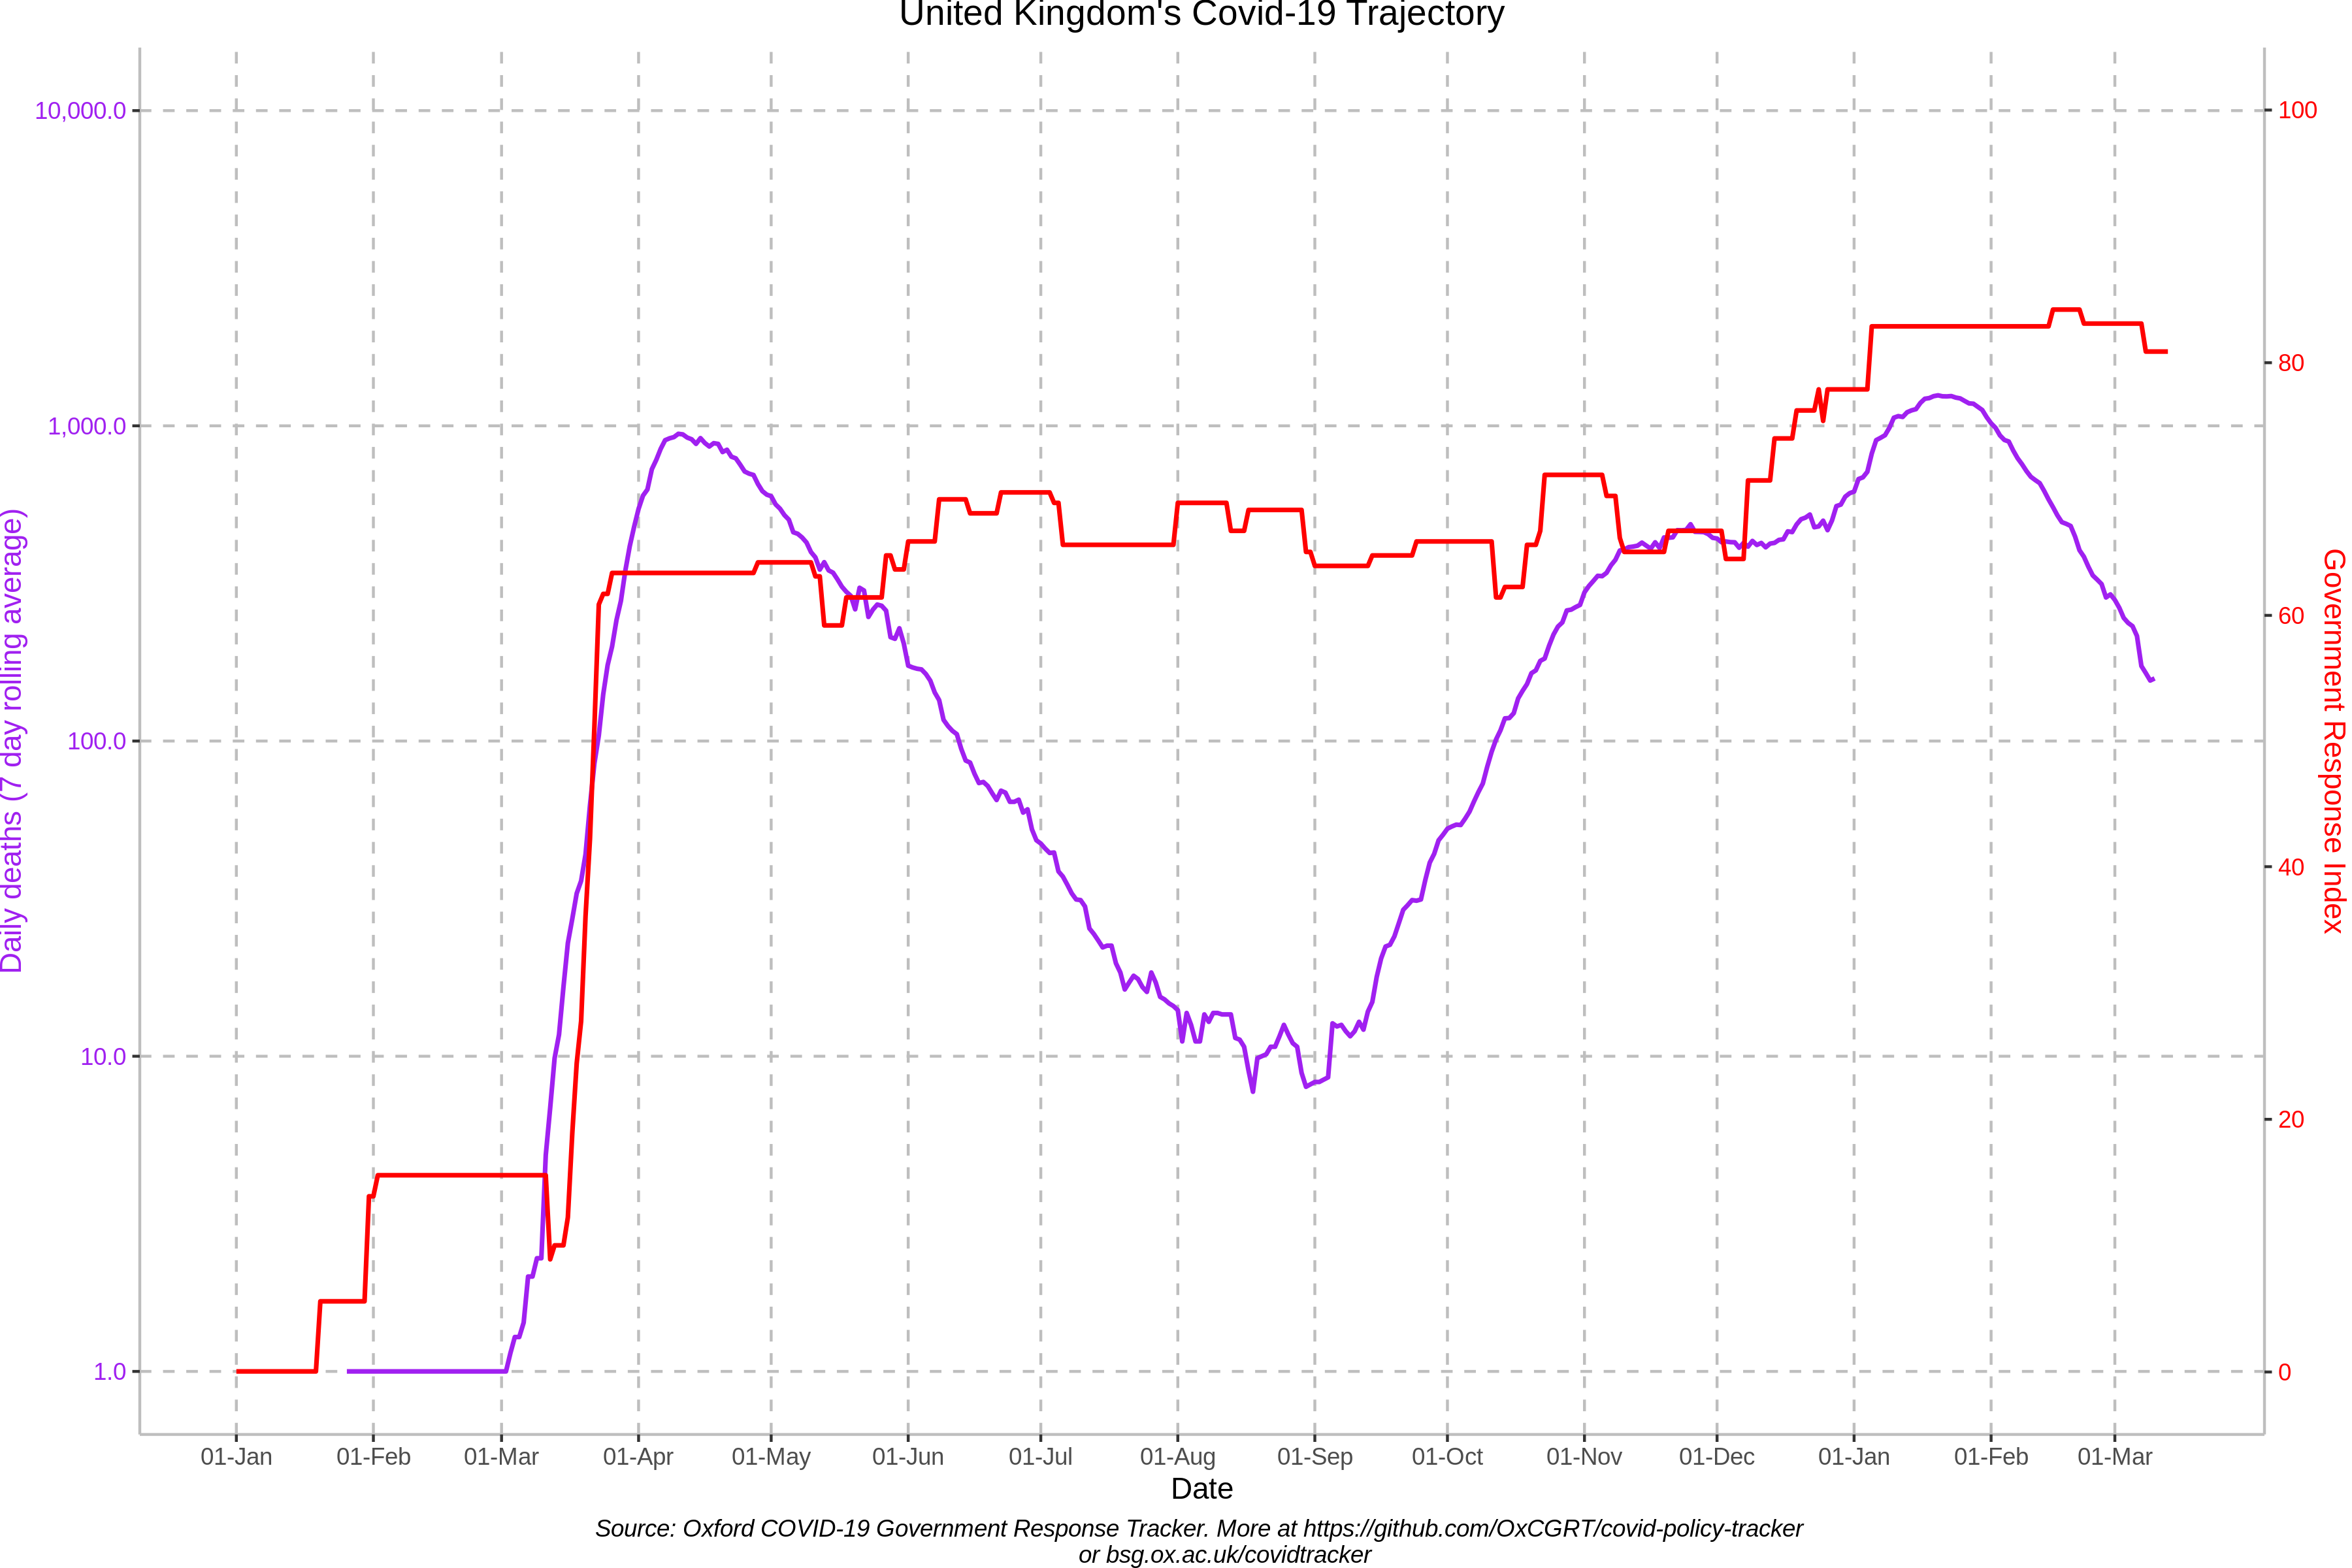 United Kingdom's Covid-19 Trajectory
10,000.0
1,000.0
100.0
10.0
1.0
Daily deaths (7 day rolling average)
100
80
60
40
20
0
Government Response Index
01-Jan 01-Feb 01-Mar 01-Apr 01-May 01-Jun 01-Jul 01-Aug 01-Sep 01-Oct 01-Nov 01-Dec 01-Jan 01-Feb 01-Mar
Date
Source: Oxford COVID-19 Government Response Tracker. More at https://github.com/OxCGRT/covid-policy-tracker
or bsg.ox.ac.uk/covidtracker